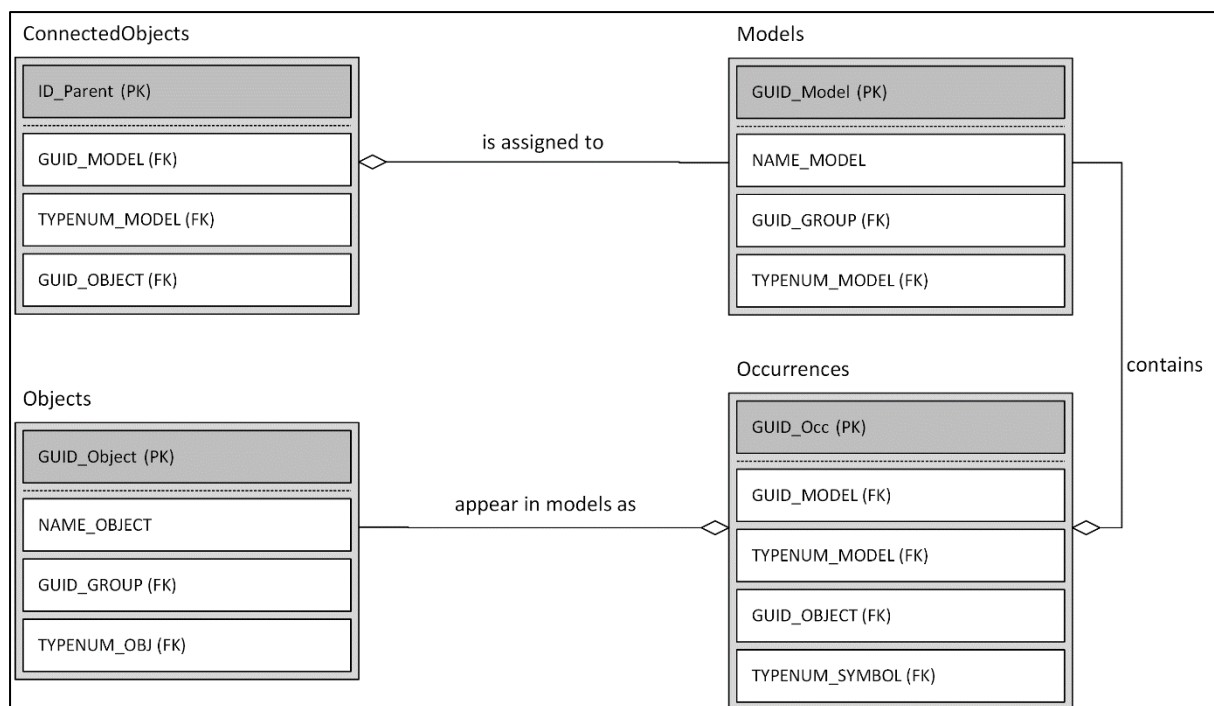 ConnectedObjects
ID_Parent (PK)
GUID_MODEL (FK)
TYPENUM_MODEL (FK)
GUID_OBJECT (FK)
is assigned to
Models
GUID_Model (PK)
NAME_MODEL
GUID_GROUP (FK)
TYPENUM_MODEL (FK)
contains
Objects
GUID_Object (PK)
NAME_OBJECT
GUID_GROUP (FK)
TYPENUM_OBJ (FK)
appear in models as
Occurrences
GUID_Occ (PK)
GUID_MODEL (FK)
TYPENUM_MODEL (FK)
GUID_OBJECT (FK)
TYPENUM_SYMBOL (FK)